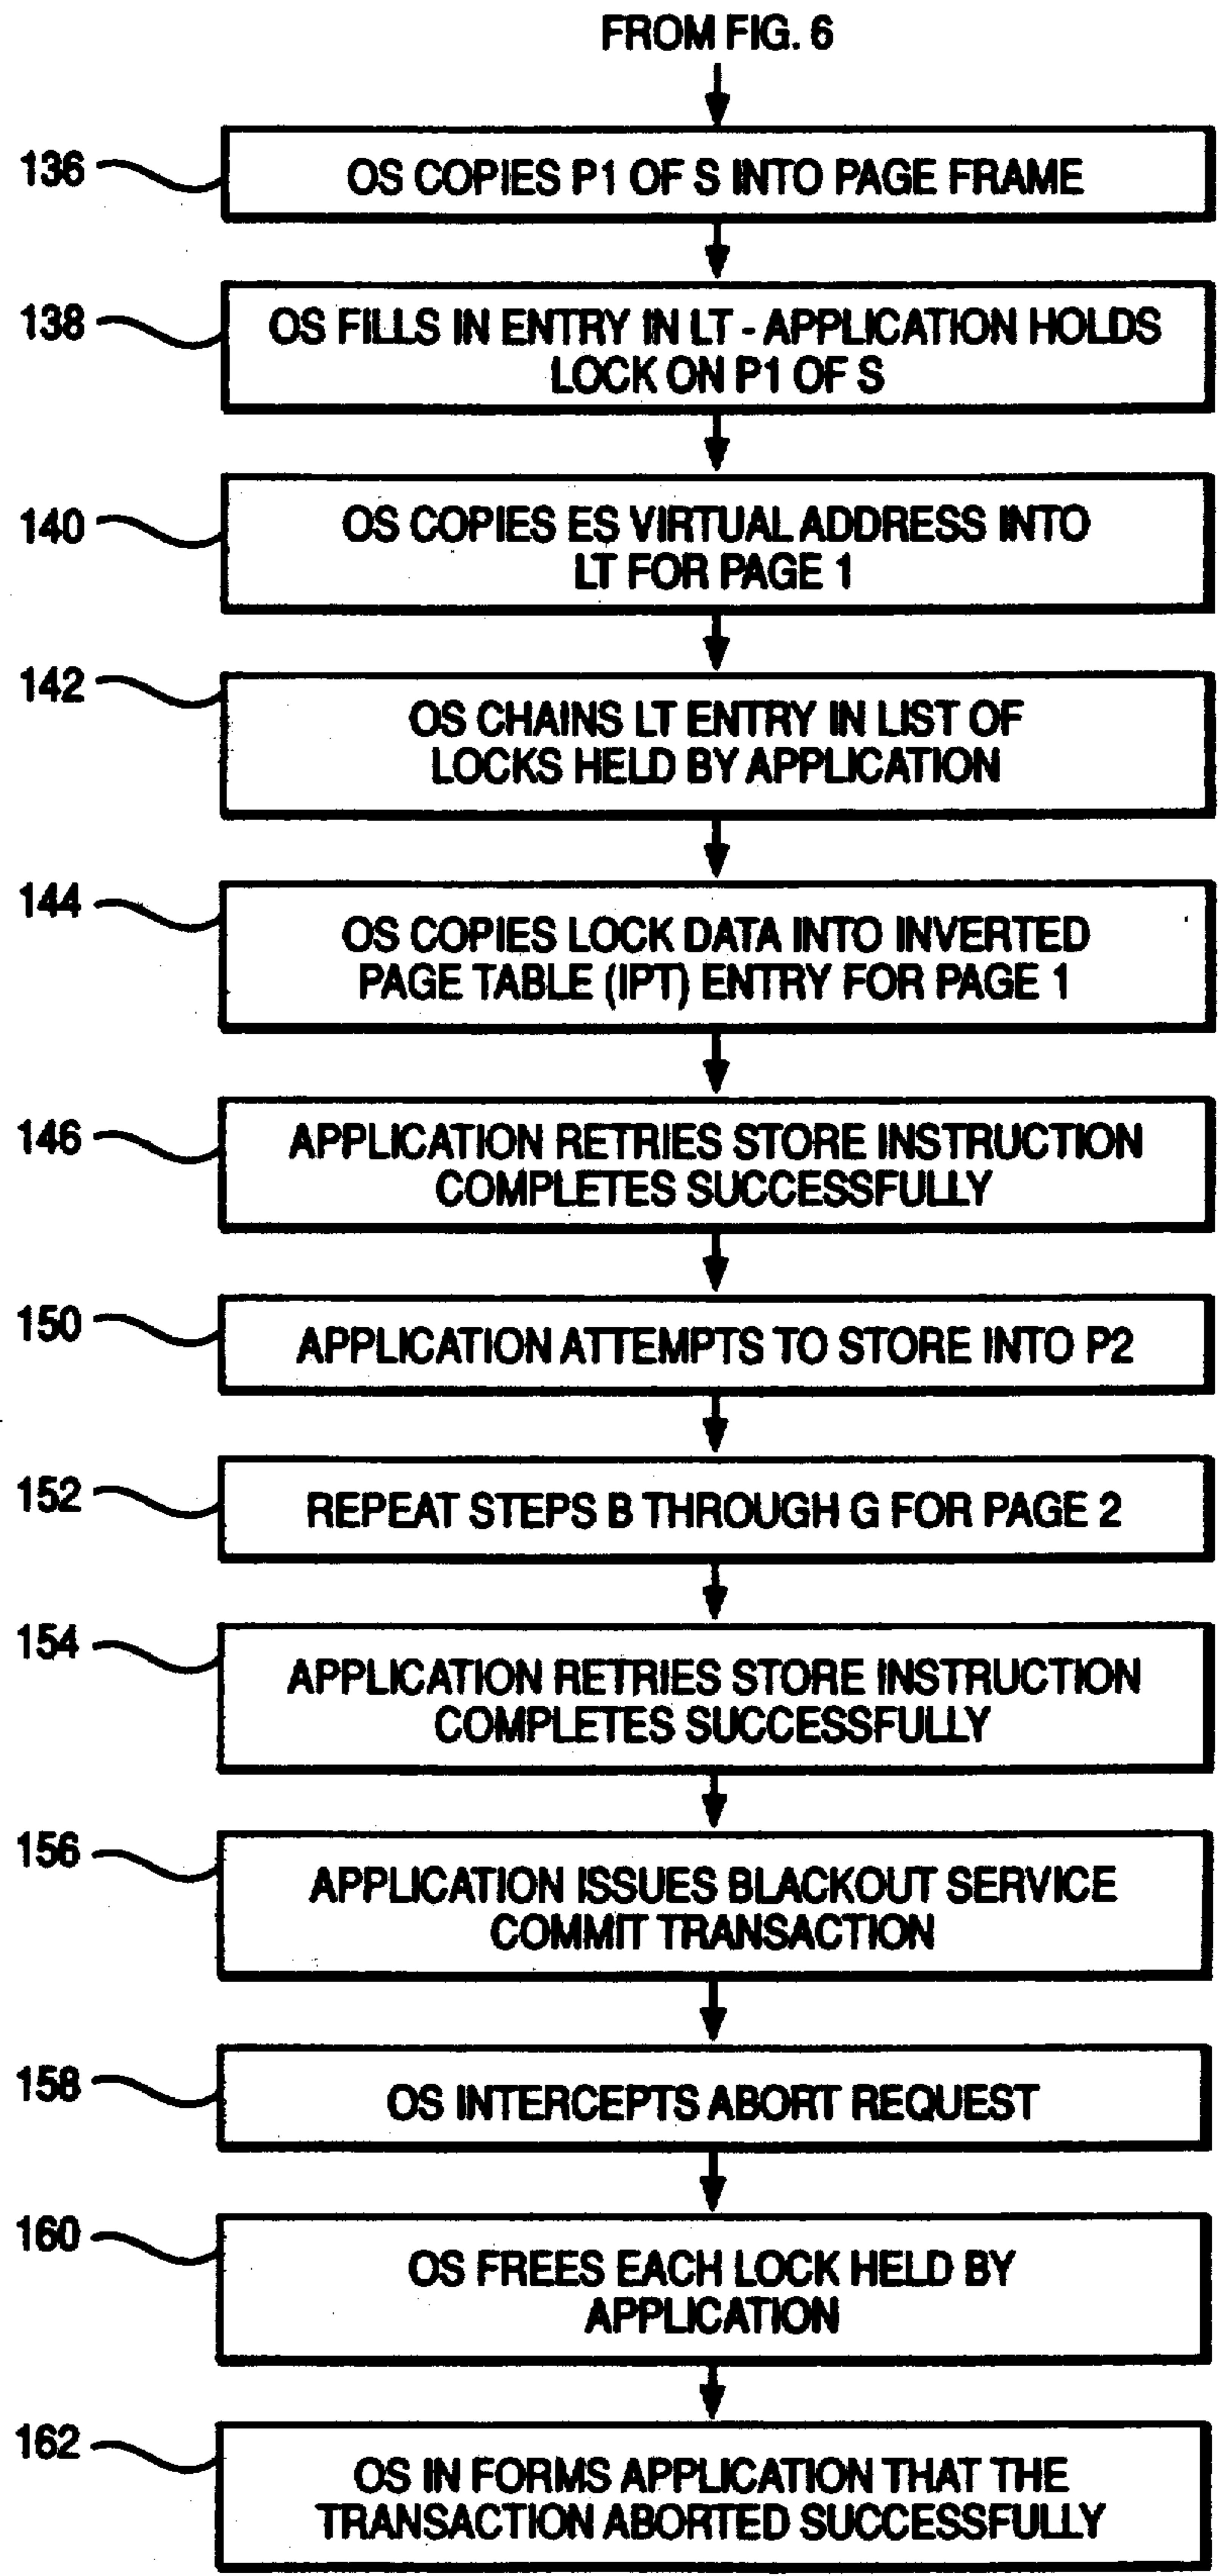 FROM FIG. 6
136
OS COPIES P1 OF S INTO PAGE FRAME
138
OS FILLS IN ENTRY IN LT - APPLICATION HOLDS
LOCK ON P1 OF S
140
OS COPIES ES VIRTUAL ADDRESS INTO
LT FOR PAGE 1
142
OS CHAINS LT ENTRY IN LIST OF
LOCKS HELD BY APPLICATION
144
OS COPIES LOCK DATA INTO INVERTED
PAGE TABLE (IPT) ENTRY FOR PAGE 1
146
APPLICATION RETRIES STORE INSTRUCTION
COMPLETES SUCCESSFULLY
150
APPLICATION ATTEMPTS TO STORE INTO P2
152
REPEAT STEPS B THROUGH G FOR PAGE 2
154
APPLICATION RETRIES STORE INSTRUCTION
COMPLETES SUCCESSFULLY
156
APPLICATION ISSUES BLACKOUT SERVICE
COMMIT TRANSACTION
158
OS INTERCEPTS ABORT REQUEST
160
OS FREES EACH LOCK HELD BY
APPLICATION
162
OS IN FORMS APPLICATION THAT THE
TRANSACTION ABORTED SUCCESSFULLY